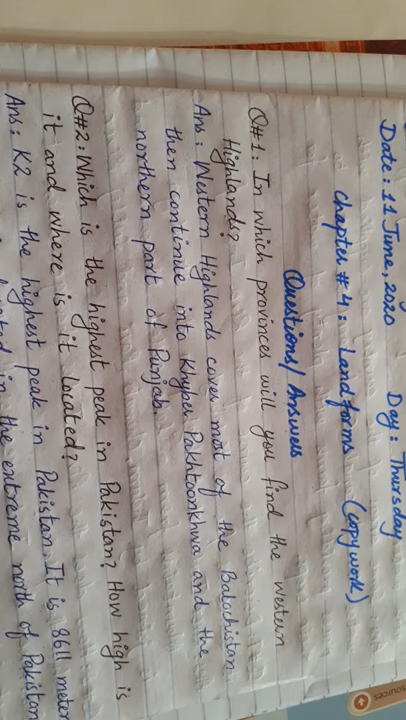 Date: 11 June, 2020 Day: Thursday
Chapter # 4: Landforms (copywork)
Questions/Answers
Q#1: In which provinces will you find the western
Highlands?
Ans: Western Highlands cover most of the Balochistan
then continue into Khyber Pakhtoonkhwa and the
northern part of Punjab.
Q#2: Which is the highest peak in Pakistan? How high is
it and where is it located?
Ans: K2 is the highest peak in Pakistan. It is 8611 meter
in the extreme north of Pakistan